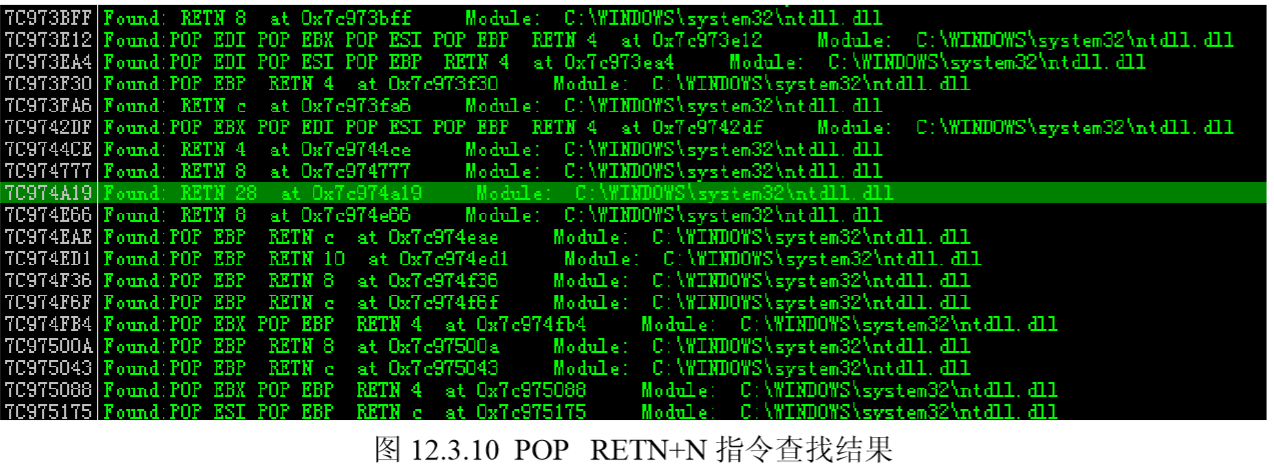 7C973BFF Found: RETN 8 at 0x7c973bff Module: C:\WINDOWS\system32\ntdll.dll
7C973E12 Found:POP EDI POP EBX POP ESI POP EBP RETN 4 at 0x7c973e12 Module: C:\WINDOWS\system32\ntdll.dll
7C973EA4 Found:POP EDI POP ESI POP EBP RETN 4 at 0x7c973ea4 Module: C:\WINDOWS\system32\ntdll.dll
7C973F30 Found:POP EBP RETN 4 at 0x7c973f30 Module: C:\WINDOWS\system32\ntdll.dll
7C973FA6 Found: RETN c at 0x7c973fa6 Module: C:\WINDOWS\system32\ntdll.dll
7C9742DF Found:POP EBX POP EDI POP ESI POP EBP RETN 4 at 0x7c9742df Module: C:\WINDOWS\system32\ntdll.dll
7C9744CE Found: RETN 4 at 0x7c9744ce Module: C:\WINDOWS\system32\ntdll.dll
7C974777 Found: RETN 8 at 0x7c974777 Module: C:\WINDOWS\system32\ntdll.dll
7C974A19 Found: RETN 28 at 0x7c974a19 Module: C:\WINDOWS\system32\ntdll.dll
7C974E66 Found: RETN 8 at 0x7c974e66 Module: C:\WINDOWS\system32\ntdll.dll
7C974EAE Found:POP EBP RETN c at 0x7c974eae Module: C:\WINDOWS\system32\ntdll.dll
7C974ED1 Found:POP EBP RETN 10 at 0x7c974ed1 Module: C:\WINDOWS\system32\ntdll.dll
7C974F36 Found:POP EBP RETN 8 at 0x7c974f36 Module: C:\WINDOWS\system32\ntdll.dll
7C974F6F Found:POP EBP RETN c at 0x7c974f6f Module: C:\WINDOWS\system32\ntdll.dll
7C974FB4 Found:POP EBX POP EBP RETN 4 at 0x7c974fb4 Module: C:\WINDOWS\system32\ntdll.dll
7C97500A Found:POP EBP RETN 8 at 0x7c97500a Module: C:\WINDOWS\system32\ntdll.dll
7C975043 Found:POP EBP RETN c at 0x7c975043 Module: C:\WINDOWS\system32\ntdll.dll
7C975088 Found:POP EBX POP EBP RETN 4 at 0x7c975088 Module: C:\WINDOWS\system32\ntdll.dll
7C975175 Found:POP ESI POP EBP RETN c at 0x7c975175 Module: C:\WINDOWS\system32\ntdll.dll
图 12.3.10 POP RETN+N 指令查找结果